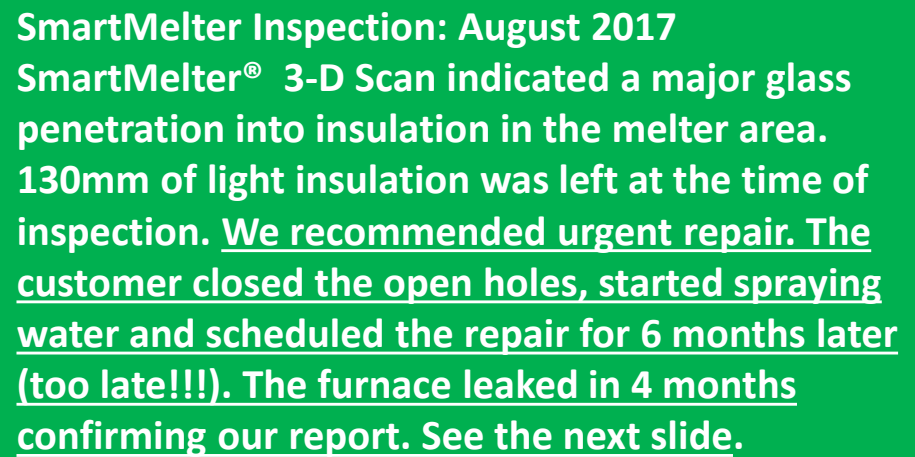 SmartMelter Inspection: August 2017
SmartMelter® 3-D Scan indicated a major glass
penetration into insulation in the melter area.
130mm of light insulation was left at the time of
inspection. We recommended urgent repair. The
customer closed the open holes, started spraying
water and scheduled the repair for 6 months later
(too late!!!). The furnace leaked in 4 months
confirming our report. See the next slide.